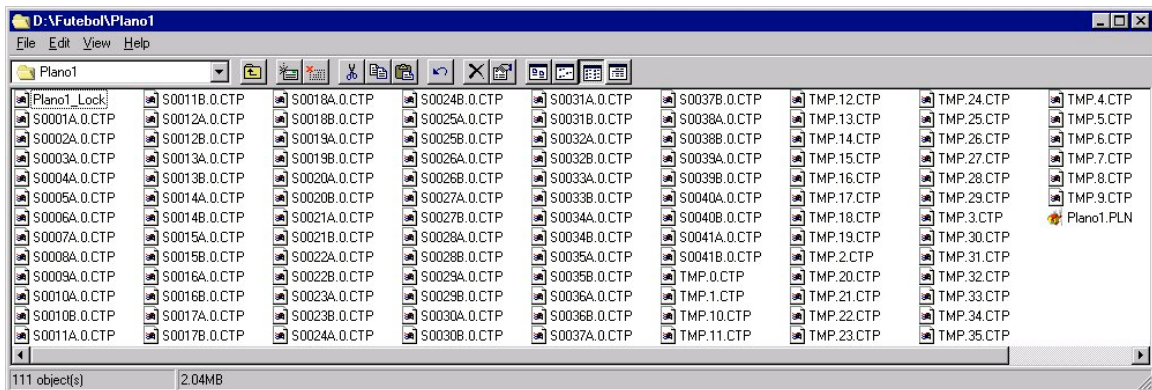 D:\Futebol\Plano1
File Edit View Help
Plano1
Plano1_Lock S0011B.0.CTP S0018A.0.CTP S0024B.0.CTP S0031A.0.CTP S0037B.0.CTP TMP.12.CTP TMP.24.CTP TMP.4.CTP
S0001A.0.CTP S0012A.0.CTP S0018B.0.CTP S0025A.0.CTP S0031B.0.CTP S0038A.0.CTP TMP.13.CTP TMP.25.CTP TMP.5.CTP
S0002A.0.CTP S0012B.0.CTP S0019A.0.CTP S0025B.0.CTP S0032A.0.CTP S0038B.0.CTP TMP.14.CTP TMP.26.CTP TMP.6.CTP
S0003A.0.CTP S0013A.0.CTP S0019B.0.CTP S0026A.0.CTP S0032B.0.CTP S0039A.0.CTP TMP.15.CTP TMP.27.CTP TMP.7.CTP
S0004A.0.CTP S0013B.0.CTP S0020A.0.CTP S0026B.0.CTP S0033A.0.CTP S0039B.0.CTP TMP.16.CTP TMP.28.CTP TMP.8.CTP
S0005A.0.CTP S0014A.0.CTP S0020B.0.CTP S0027A.0.CTP S0033B.0.CTP S0040A.0.CTP TMP.17.CTP TMP.29.CTP TMP.9.CTP
S0006A.0.CTP S0014B.0.CTP S0021A.0.CTP S0027B.0.CTP S0034A.0.CTP S0040B.0.CTP TMP.18.CTP TMP.3.CTP Plano1.PLN
S0007A.0.CTP S0015A.0.CTP S0021B.0.CTP S0028A.0.CTP S0034B.0.CTP S0041A.0.CTP TMP.19.CTP TMP.30.CTP
S0008A.0.CTP S0015B.0.CTP S0022A.0.CTP S0028B.0.CTP S0035A.0.CTP S0041B.0.CTP TMP.2.CTP TMP.31.CTP
S0009A.0.CTP S0016A.0.CTP S0022B.0.CTP S0029A.0.CTP S0035B.0.CTP TMP.0.CTP TMP.20.CTP TMP.32.CTP
S0010A.0.CTP S0016B.0.CTP S0023A.0.CTP S0029B.0.CTP S0036A.0.CTP TMP.1.CTP TMP.21.CTP TMP.33.CTP
S0010B.0.CTP S0017A.0.CTP S0023B.0.CTP S0030A.0.CTP S0036B.0.CTP TMP.10.CTP TMP.22.CTP TMP.34.CTP
S0011A.0.CTP S0017B.0.CTP S0024A.0.CTP S0030B.0.CTP S0037A.0.CTP TMP.11.CTP TMP.23.CTP TMP.35.CTP
111 object(s) 2.04MB